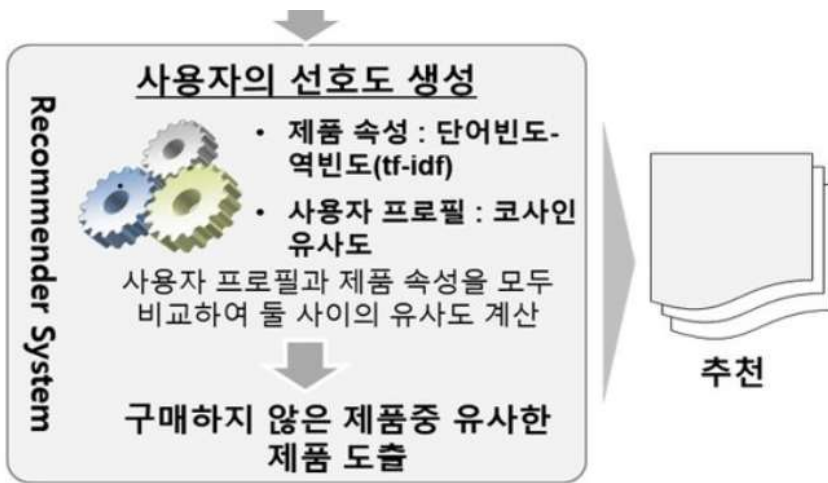 Recommender System
사용자의 선호도 생성
• 제품 속성 : 단어빈도-
역빈도(tf-idf)
• 사용자 프로필 : 코사인
유사도
사용자 프로필과 제품 속성을 모두
비교하여 둘 사이의 유사도 계산
구매하지 않은 제품중 유사한
제품 도출
추천